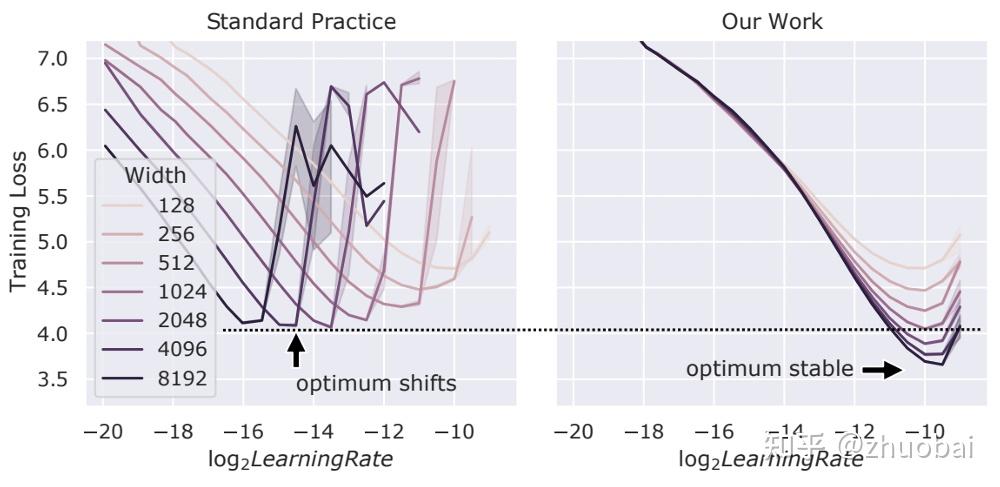 Standard Practice
Our Work
Training Loss
7.0
6.5
6.0
5.5
5.0
4.5
4.0
3.5
Width
128
256
512
1024
2048
4096
8192
optimum shifts
optimum stable
−20 −18 −16 −14 −12 −10
−20 −18 −16 −14 −12 −10
log₂LearningRate
log₂LearningRate
知乎 @zhuobai